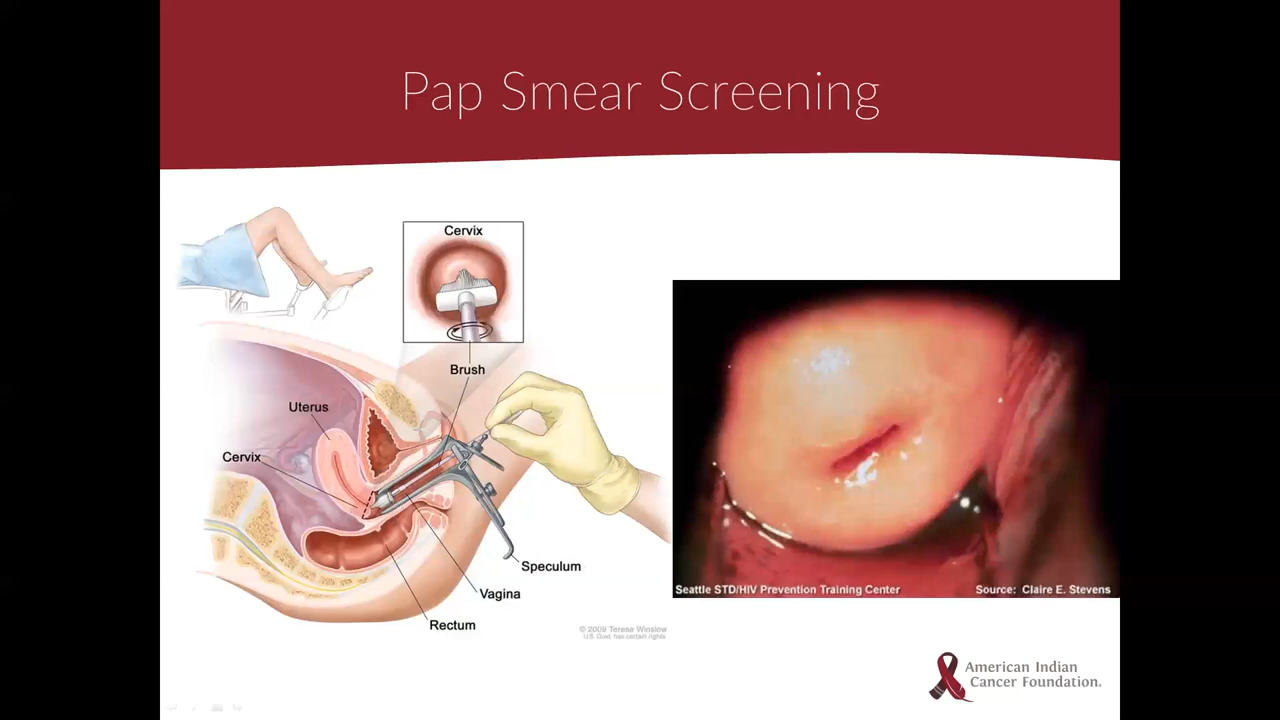 Pap Smear Screening
Cervix
Brush
Uterus
Cervix
Speculum
Vagina
Rectum
© 2009 Terese Winslow
U.S. Govt. has certain rights
Seattle STD/HIV Prevention Training Center
Source: Claire E. Stevens
American Indian
Cancer Foundation.